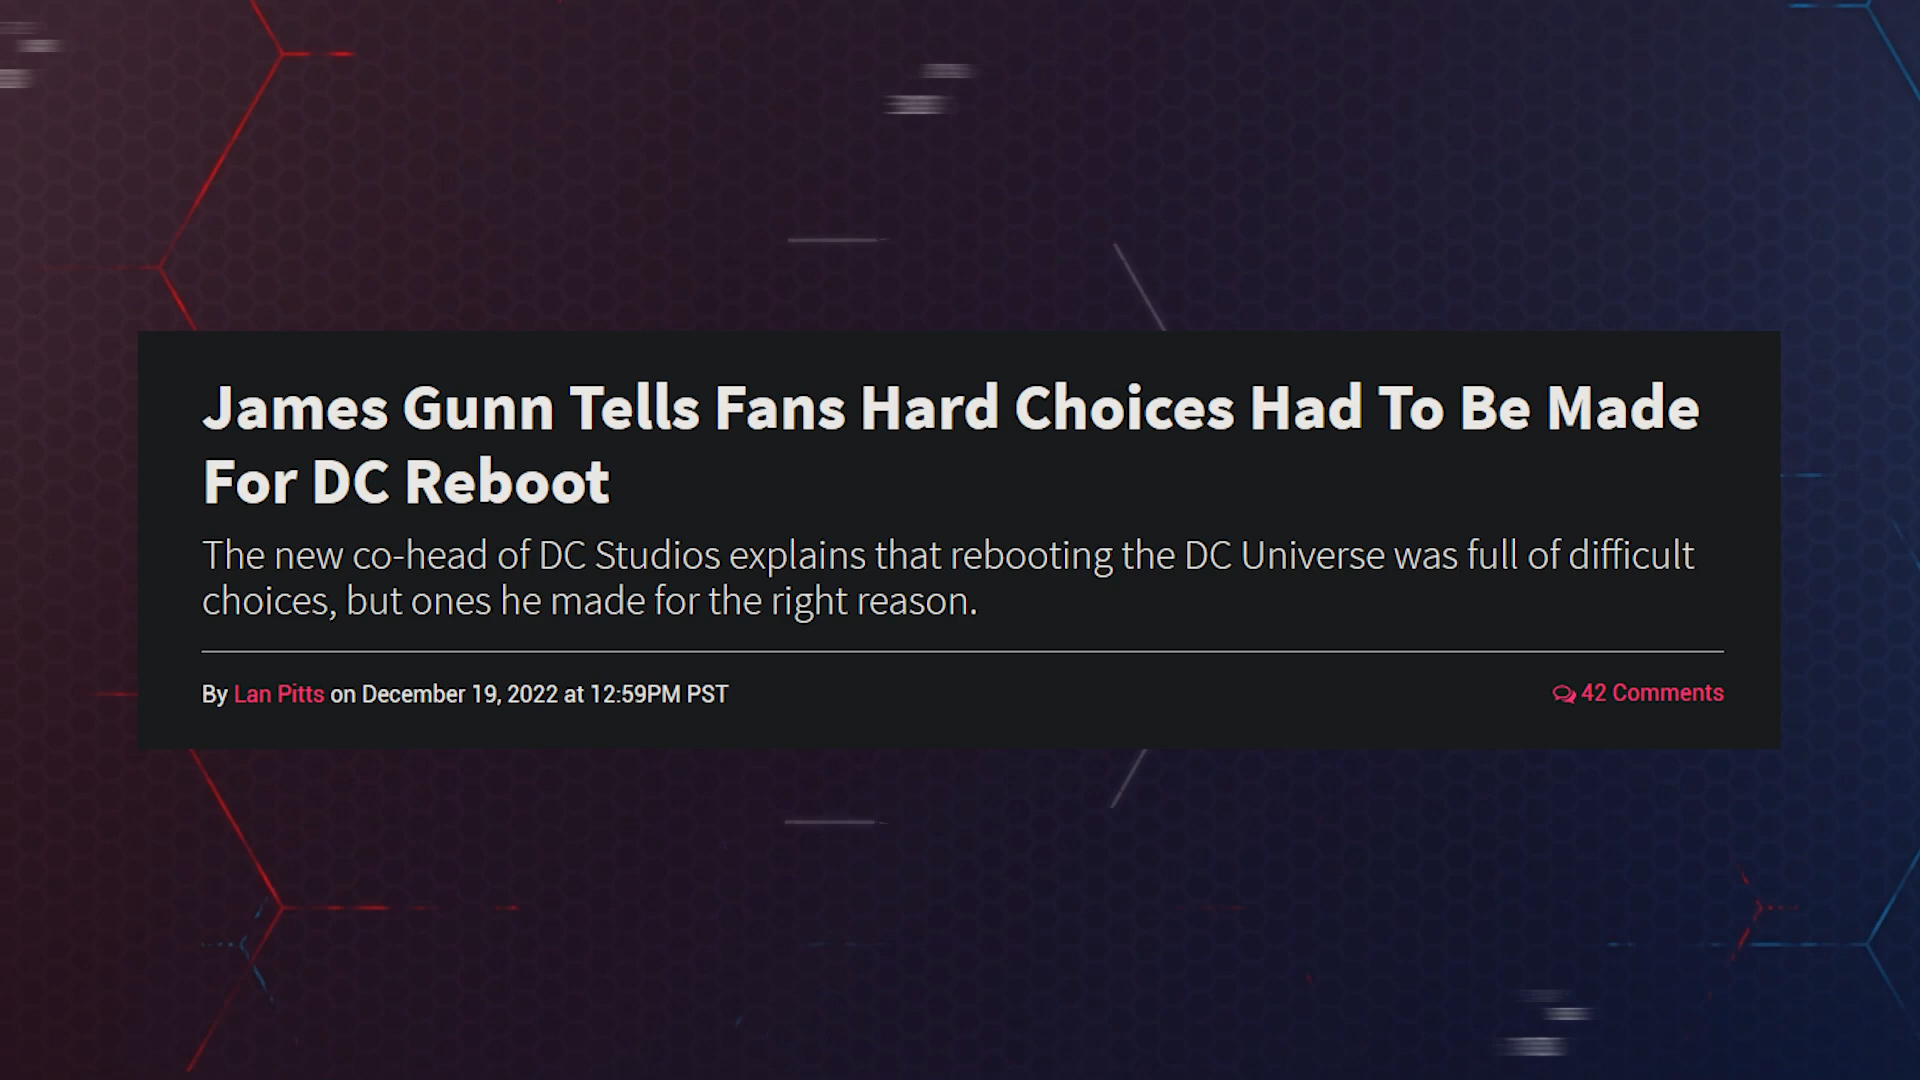 James Gunn Tells Fans Hard Choices Had To Be Made
For DC Reboot
The new co-head of DC Studios explains that rebooting the DC Universe was full of difficult
choices, but ones he made for the right reason.
By Lan Pitts on December 19, 2022 at 12:59PM PST
42 Comments